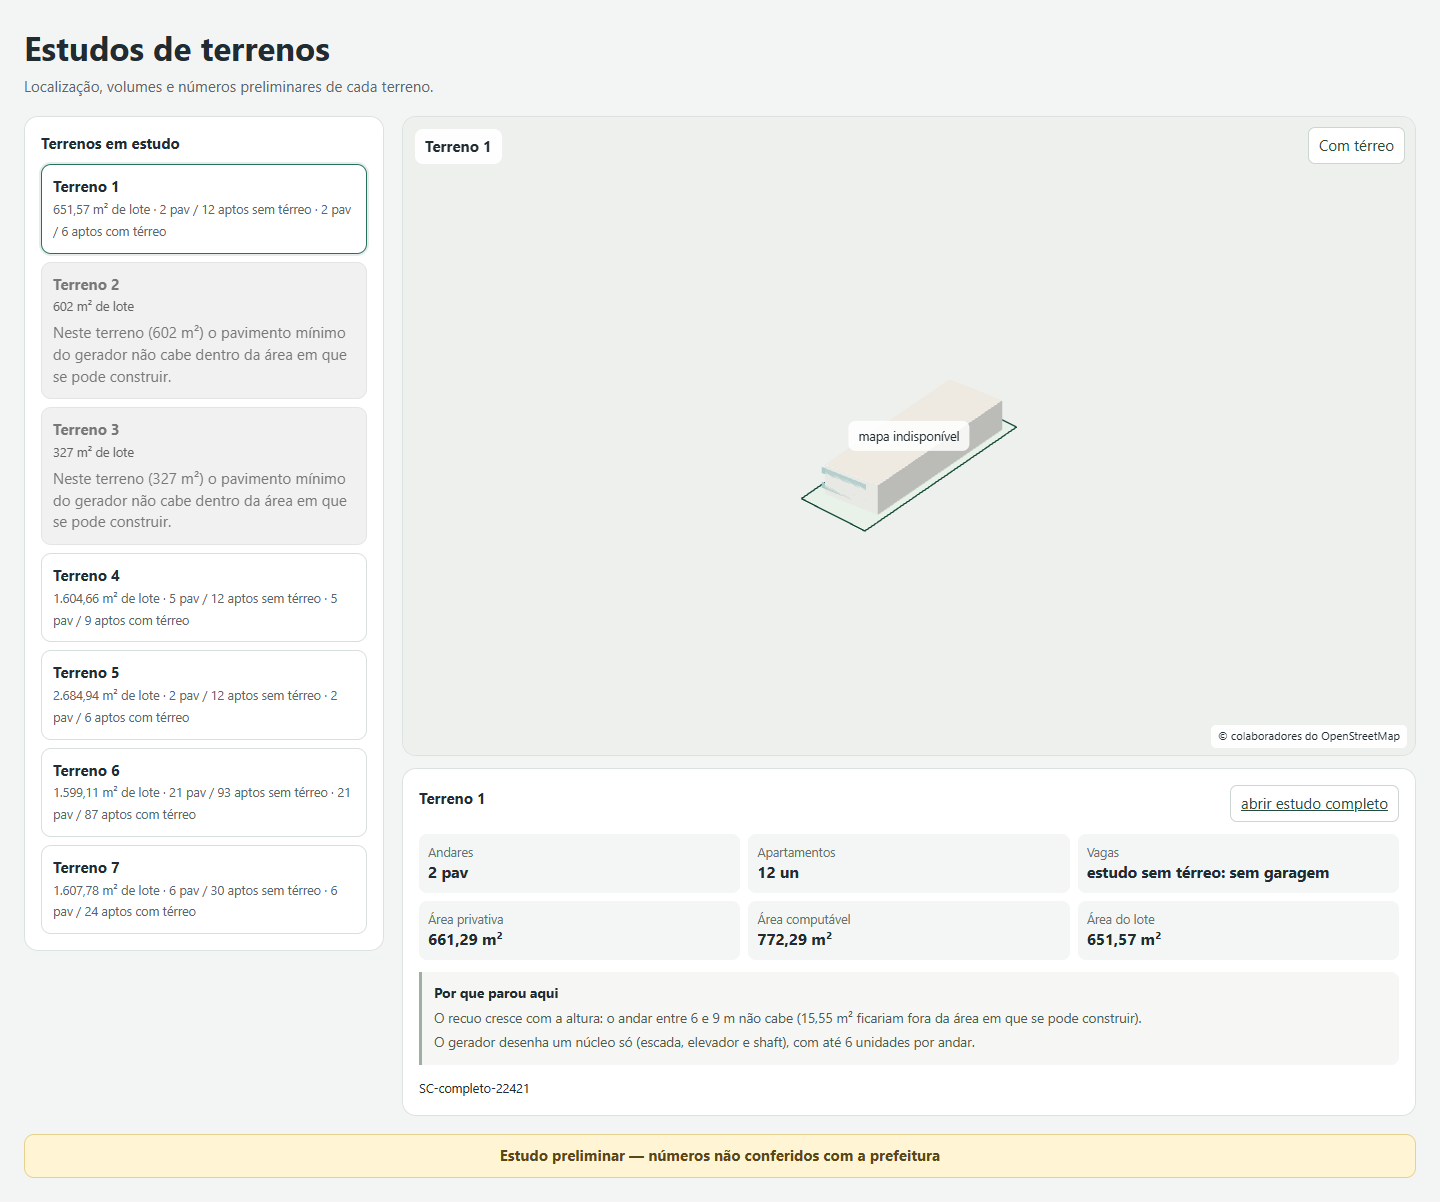 Estudos de terrenos
Localização, volumes e números preliminares de cada terreno.
Terrenos em estudo
Terreno 1
651,57 m² de lote · 2 pav / 12 aptos sem térreo · 2 pav
/ 6 aptos com térreo
Terreno 2
602 m² de lote
Neste terreno (602 m²) o pavimento mínimo
do gerador não cabe dentro da área em que
se pode construir.
Terreno 3
327 m² de lote
Neste terreno (327 m²) o pavimento mínimo
do gerador não cabe dentro da área em que
se pode construir.
Terreno 4
1.604,66 m² de lote · 5 pav / 12 aptos sem térreo · 5
pav / 9 aptos com térreo
Terreno 5
2.684,94 m² de lote · 2 pav / 12 aptos sem térreo · 2
pav / 6 aptos com térreo
Terreno 6
1.599,11 m² de lote · 21 pav / 93 aptos sem térreo · 21
pav / 87 aptos com térreo
Terreno 7
1.607,78 m² de lote · 6 pav / 30 aptos sem térreo · 6
pav / 24 aptos com térreo
Terreno 1
Com térreo
mapa indisponível
© colaboradores do OpenStreetMap
Terreno 1
abrir estudo completo
Andares
2 pav
Apartamentos
12 un
Vagas
estudo sem térreo: sem garagem
Área privativa
661,29 m²
Área computável
772,29 m²
Área do lote
651,57 m²
Por que parou aqui
O recuo cresce com a altura: o andar entre 6 e 9 m não cabe (15,55 m² ficariam fora da área em que se pode construir).
O gerador desenha um núcleo só (escada, elevador e shaft), com até 6 unidades por andar.
SC-completo-22421
Estudo preliminar — números não conferidos com a prefeitura